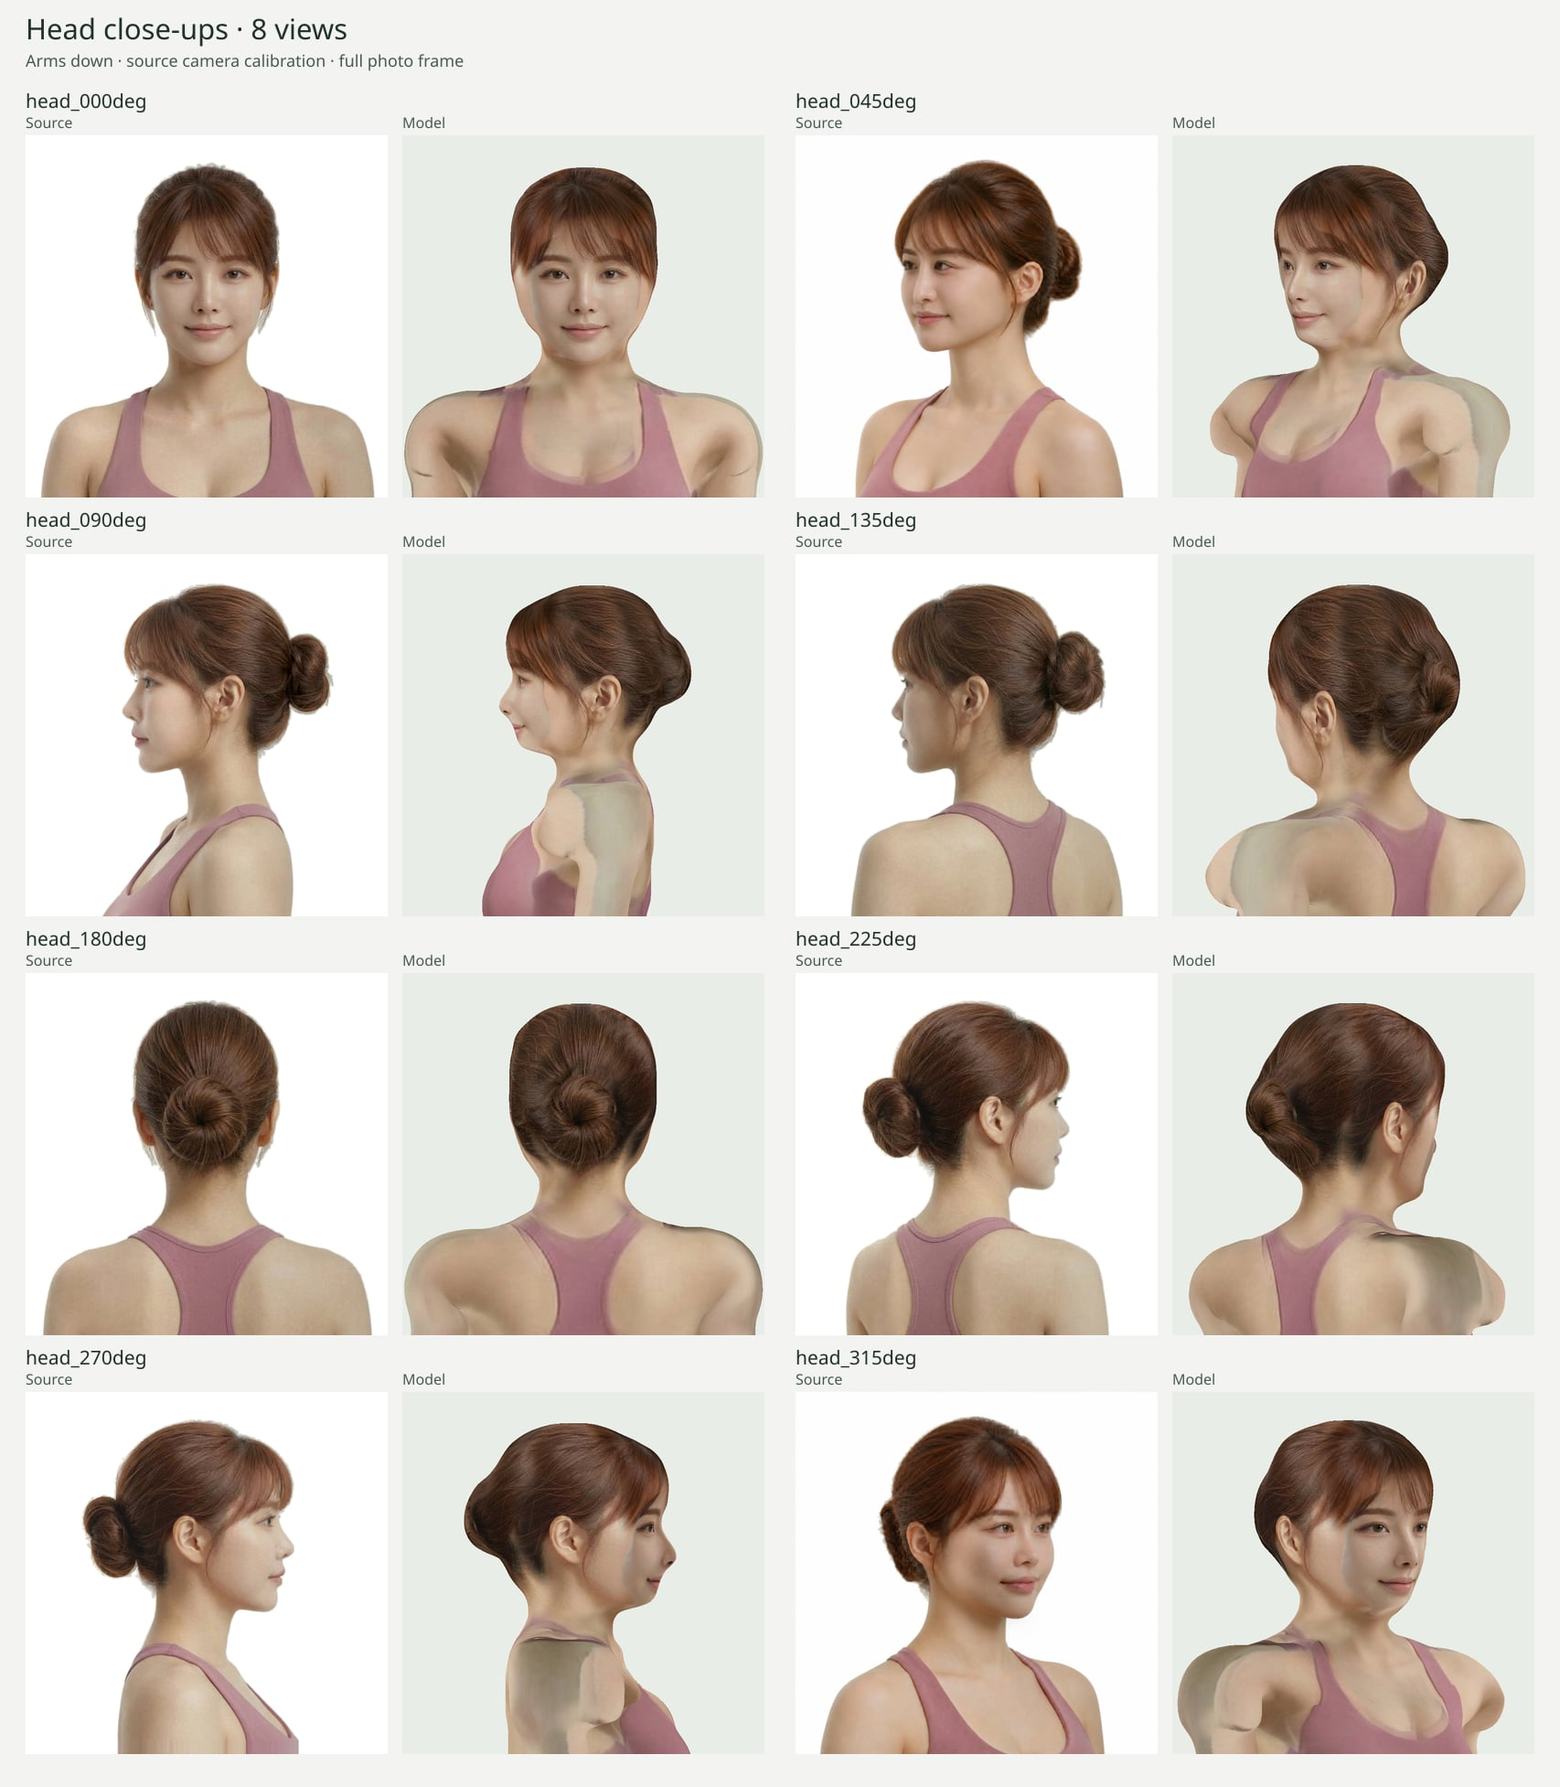 Head close-ups · 8 views
Arms down · source camera calibration · full photo frame
head_000deg
Source
Model
head_045deg
Source
Model
head_090deg
Source
Model
head_135deg
Source
Model
head_180deg
Source
Model
head_225deg
Source
Model
head_270deg
Source
Model
head_315deg
Source
Model